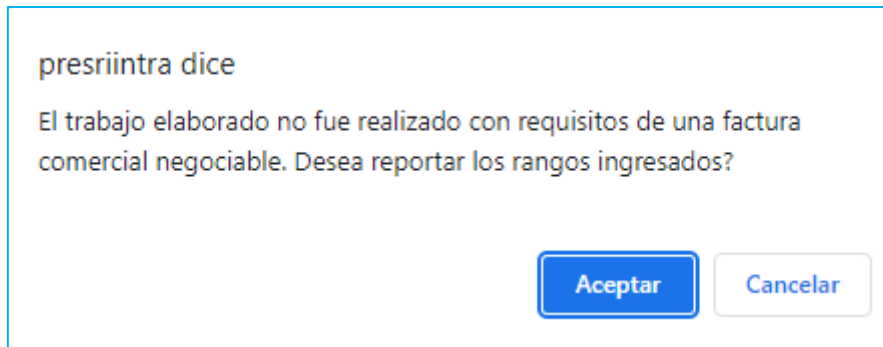 presriintra dice
El trabajo elaborado no fue realizado con requisitos de una factura
comercial negociable. Desea reportar los rangos ingresados?
Aceptar
Cancelar